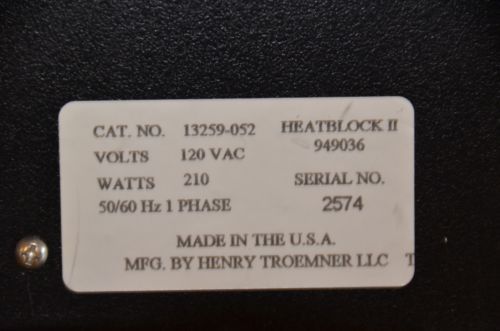 CAT. NO. 13259-052 HEATBLOCK II
VOLTS 120 VAC 949036
WATTS 210 SERIAL NO.
50/60 Hz 1 PHASE 2574
MADE IN THE U.S.A.
MFG. BY HENRY TROEMNER LLC